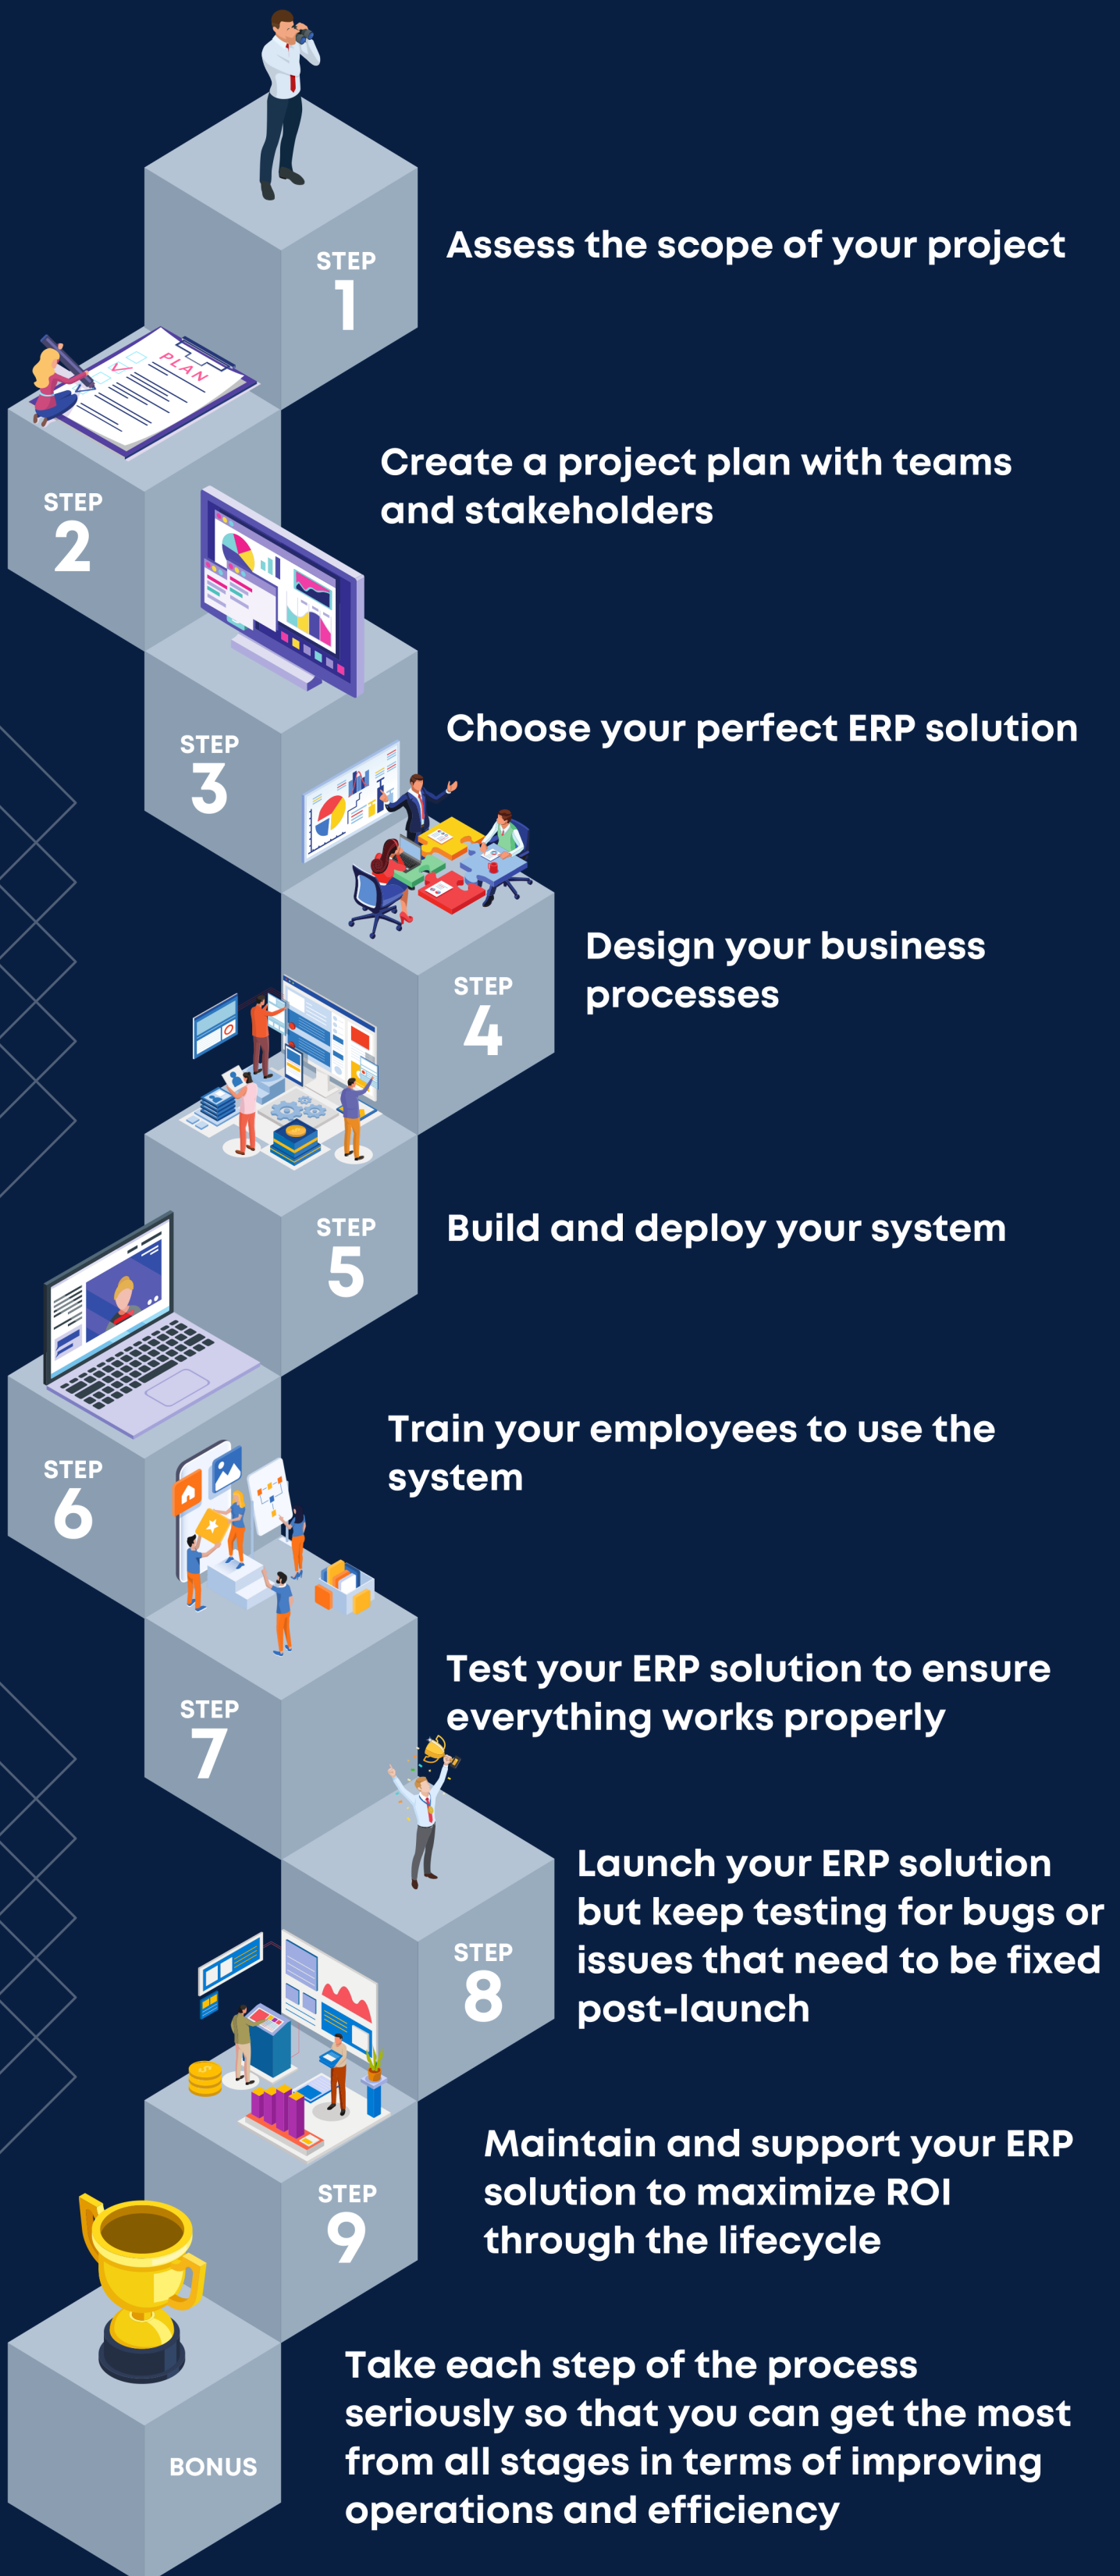 STEP
1
Assess the scope of your project
PLAN
STEP
2
Create a project plan with teams
and stakeholders
STEP
3
Choose your perfect ERP solution
STEP
4
Design your business
processes
STEP
5
Build and deploy your system
STEP
6
Train your employees to use the
system
STEP
7
Test your ERP solution to ensure
everything works properly
STEP
8
Launch your ERP solution
but keep testing for bugs or
issues that need to be fixed
post-launch
STEP
9
Maintain and support your ERP
solution to maximize ROI
through the lifecycle
BONUS
Take each step of the process
seriously so that you can get the most
from all stages in terms of improving
operations and efficiency